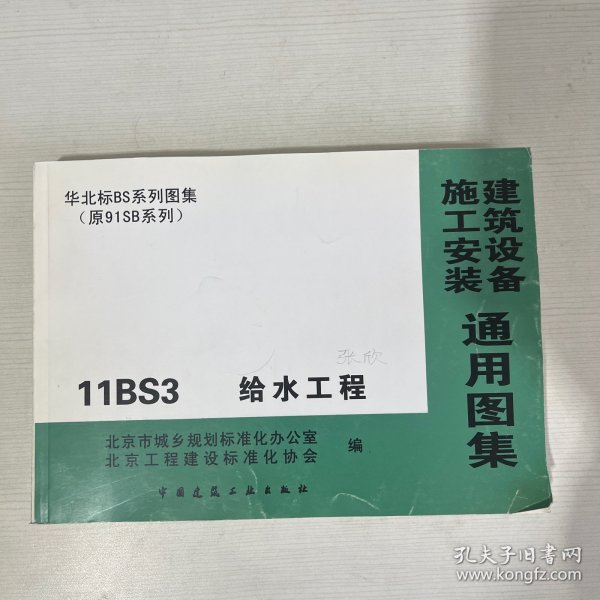 华北标BS系列图集
（原91SB系列）
建筑设备
施工安装
通用图集
张欣
11BS3 给水工程
北京市城乡规划标准化办公室
北京工程建设标准化协会
编
中国建筑工业出版社
孔夫子旧书网
www.kongfz.com